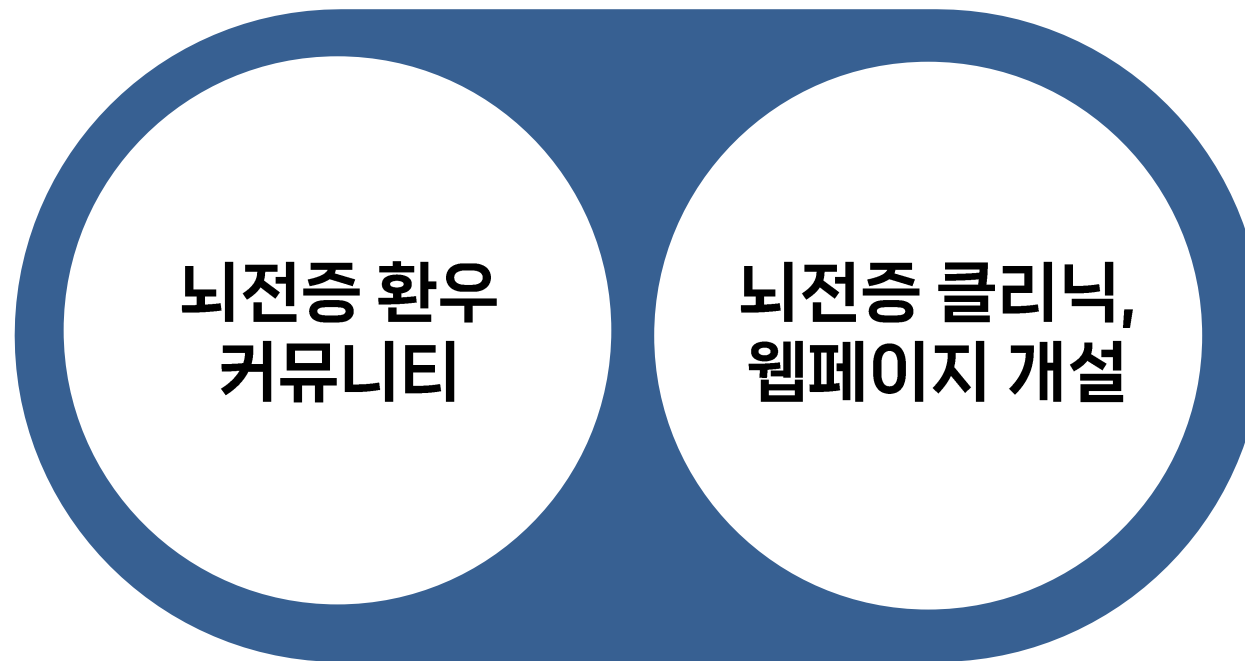 뇌전증 환우
커뮤니티
뇌전증 클리닉,
웹페이지 개설